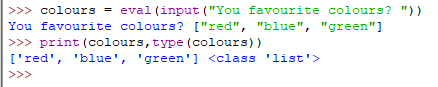 >>> colours = eval(input("You favourite colours? "))
You favourite colours? ["red", "blue", "green"]
>>> print(colours,type(colours))
['red', 'blue', 'green'] <class 'list'>
>>>